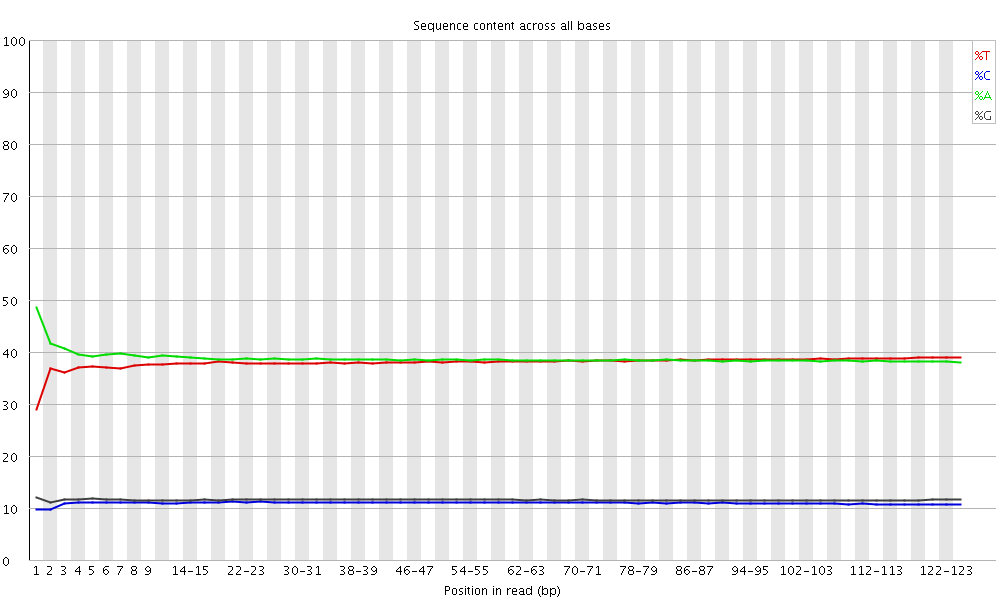 Sequence content across all bases
100
90
80
70
60
50
40
30
20
10
0
%T
%C
%A
%G
1 2 3 4 5 6 7 8 9 14-15 22-23 30-31 38-39 46-47 54-55 62-63 70-71 78-79 86-87 94-95 102-103 112-113 122-123
Position in read (bp)